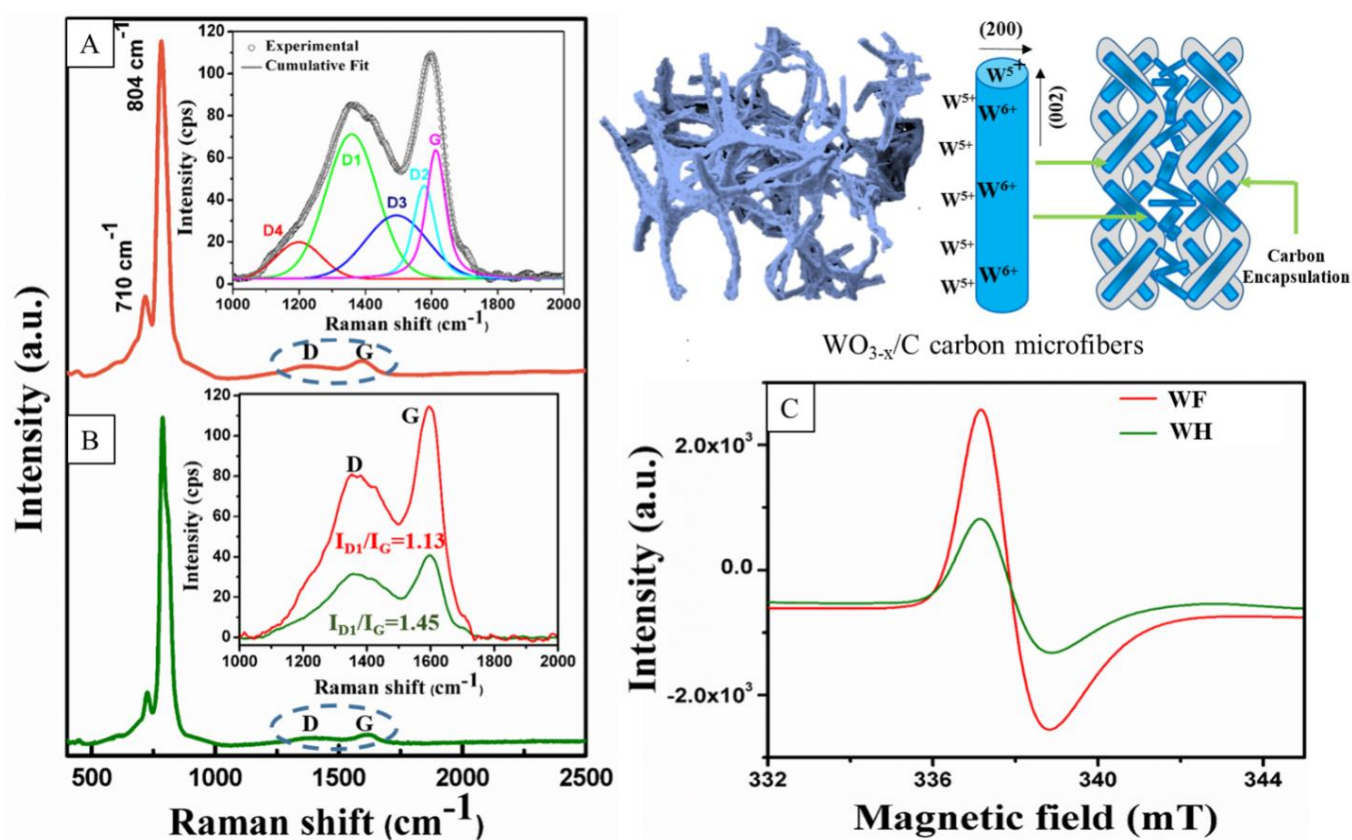 A
804 cm-1
710 cm-1
Experimental
Cumulative Fit
D4
D1
D3
D2
G
Intensity (cps)
0
20
40
60
80
100
120
1000 1200 1400 1600 1800 2000
Raman shift (cm-1)
D G
B
D
G
ID1/IG=1.13
ID1/IG=1.45
Intensity (cps)
0
20
40
60
80
100
120
1000 1200 1400 1600 1800 2000
Raman shift (cm-1)
D G
Intensity (a.u.)
500 1000 1500 2000 2500
Raman shift (cm-1)
(200)
W5+
(002)
W5+ W6+
W5+
W5+ W6+
W5+
W5+ W6+
Carbon
Encapsulation
WO3-x/C carbon microfibers
C
WF
WH
2.0x10³
0.0
-2.0x10³
Intensity (a.u.)
332 336 340 344
Magnetic field (mT)